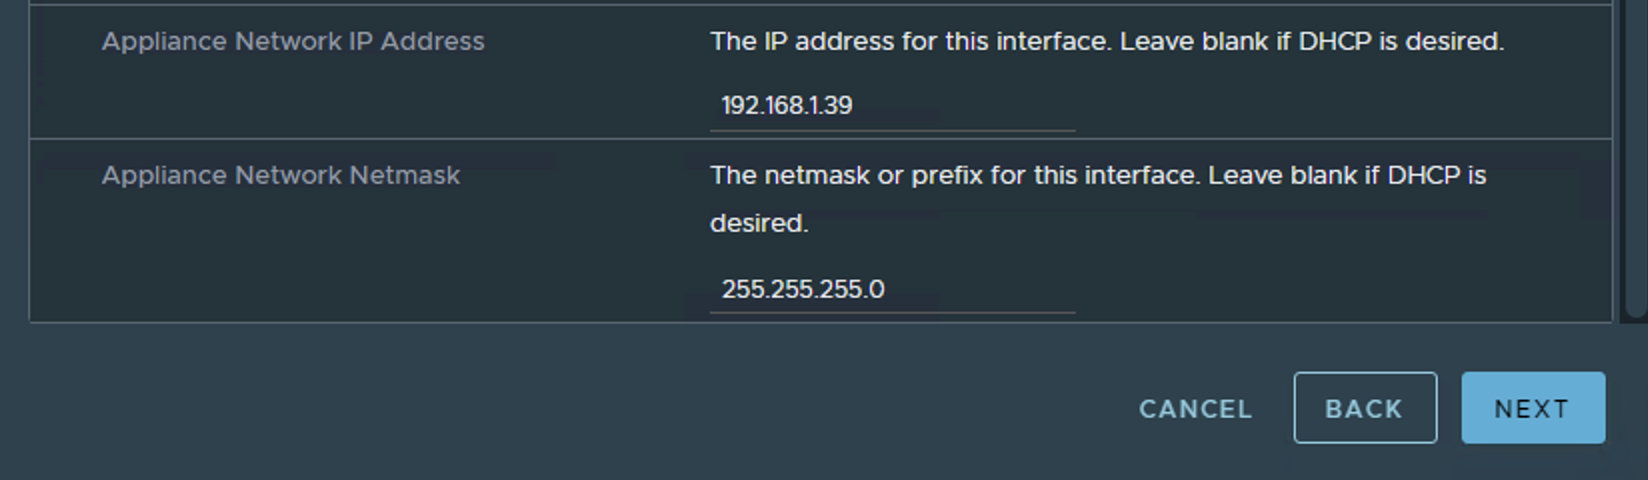 Appliance Network IP Address
The IP address for this interface. Leave blank if DHCP is desired.
192.168.1.39
Appliance Network Netmask
The netmask or prefix for this interface. Leave blank if DHCP is
desired.
255.255.255.0
CANCEL
BACK
NEXT